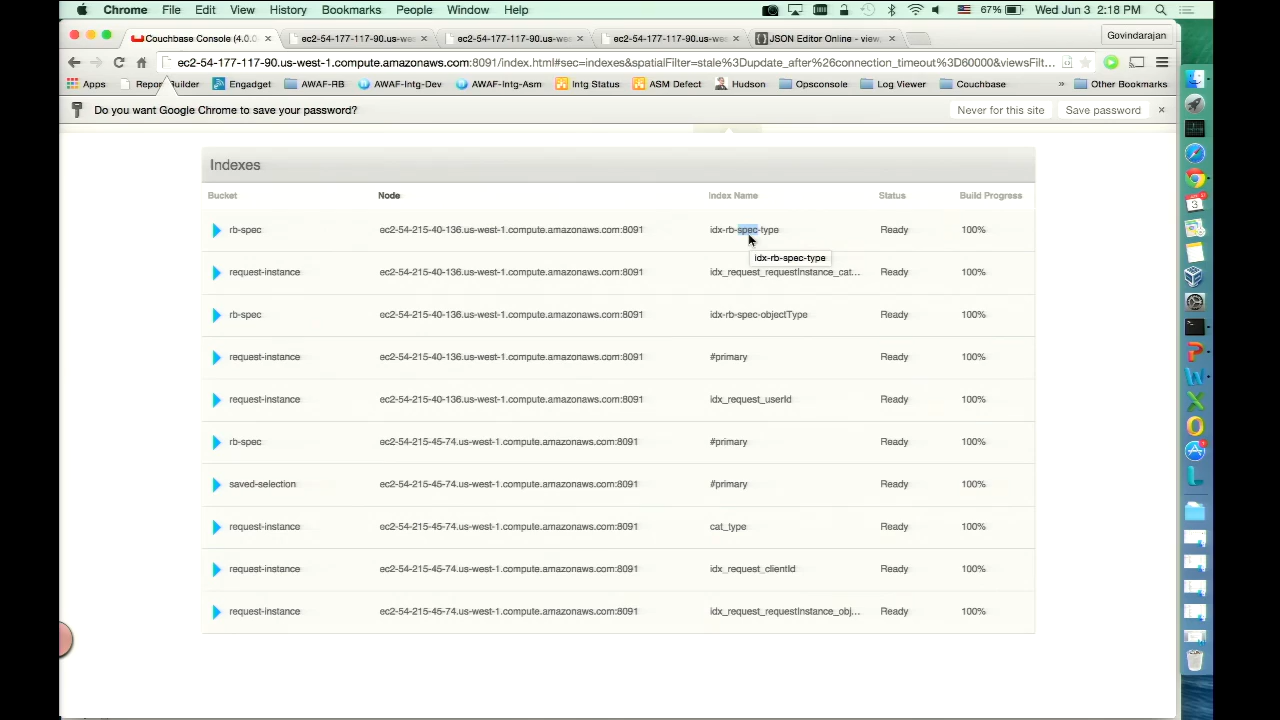 Chrome File Edit View History Bookmarks People Window Help 67% Wed Jun 3 2:18 PM
Couchbase Console (4.0.0 × ec2-54-177-117-90.us-we × ec2-54-177-117-90.us-we × ec2-54-177-117-90.us-we × JSON Editor Online - view, × Govindarajan
ec2-54-177-117-90.us-west-1.compute.amazonaws.com:8091/index.html#sec=indexes&spatialFilter=stale%3Dupdate_after%26connection_timeout%3D60000&viewsFilt...
Apps Engadget AWAF-RB AWAF-Intg-Dev AWAF-Intg-Asm Intg Status ASM Defect Hudson Opsconsole Log Viewer Couchbase » Other Bookmarks
Do you want Google Chrome to save your password? Never for this site Save password ×
Indexes
Bucket Node Index Name Status Build Progress
rb-spec ec2-54-215-40-136.us-west-1.compute.amazonaws.com:8091 idx-rb-spec-type Ready 100%
idx-rb-spec-type
request-instance ec2-54-215-40-136.us-west-1.compute.amazonaws.com:8091 idx_request_requestInstance_cat... Ready 100%
rb-spec ec2-54-215-40-136.us-west-1.compute.amazonaws.com:8091 idx-rb-spec-objectType Ready 100%
request-instance ec2-54-215-40-136.us-west-1.compute.amazonaws.com:8091 #primary Ready 100%
request-instance ec2-54-215-40-136.us-west-1.compute.amazonaws.com:8091 idx_request_userId Ready 100%
rb-spec ec2-54-215-45-74.us-west-1.compute.amazonaws.com:8091 #primary Ready 100%
saved-selection ec2-54-215-45-74.us-west-1.compute.amazonaws.com:8091 #primary Ready 100%
request-instance ec2-54-215-45-74.us-west-1.compute.amazonaws.com:8091 cat_type Ready 100%
request-instance ec2-54-215-45-74.us-west-1.compute.amazonaws.com:8091 idx_request_clientId Ready 100%
request-instance ec2-54-215-45-74.us-west-1.compute.amazonaws.com:8091 idx_request_requestInstance_obj... Ready 100%